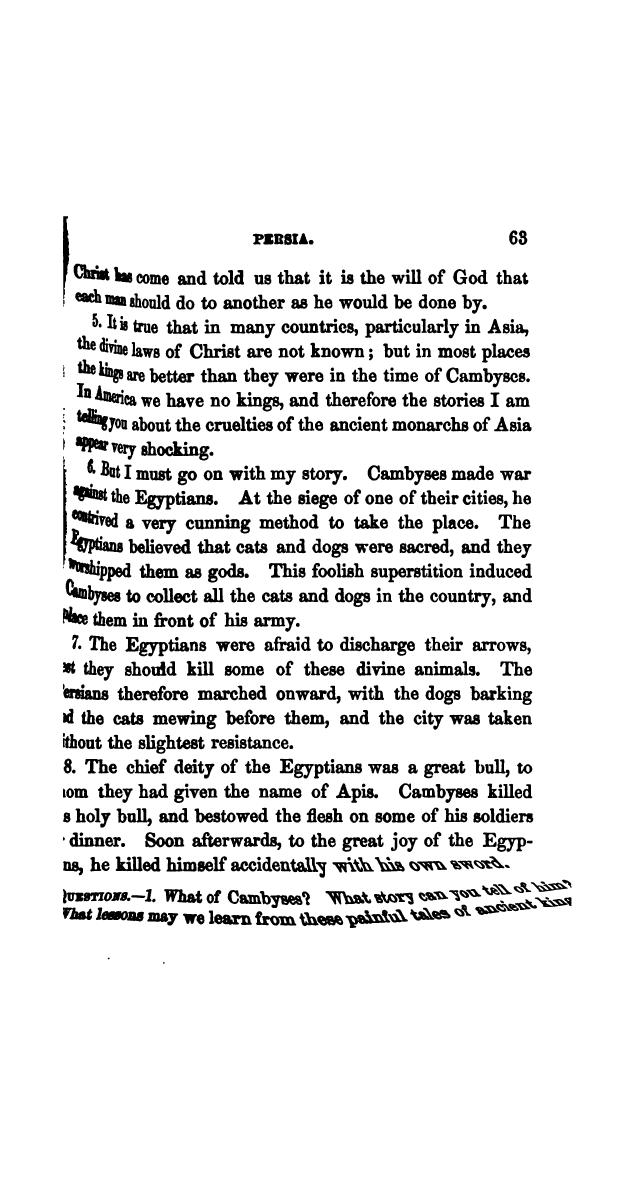 PERSIA. 63
Christ has come and told us that it is the will of God that
each man should do to another as he would be done by.
5. It is true that in many countries, particularly in Asia,
the divine laws of Christ are not known; but in most places
the kings are better than they were in the time of Cambyses.
In America we have no kings, and therefore the stories I am
telling you about the cruelties of the ancient monarchs of Asia
appear very shocking.
6. But I must go on with my story. Cambyses made war
against the Egyptians. At the siege of one of their cities, he
contrived a very cunning method to take the place. The
Egyptians believed that cats and dogs were sacred, and they
worshipped them as gods. This foolish superstition induced
Cambyses to collect all the cats and dogs in the country, and
place them in front of his army.
7. The Egyptians were afraid to discharge their arrows,
st they should kill some of these divine animals. The
ersians therefore marched onward, with the dogs barking
d the cats mewing before them, and the city was taken
ithout the slightest resistance.
8. The chief deity of the Egyptians was a great bull, to
om they had given the name of Apis. Cambyses killed
s holy bull, and bestowed the flesh on some of his soldiers
dinner. Soon afterwards, to the great joy of the Egyp-
ns, he killed himself accidentally with his own sword.
QUESTIONS.—1. What of Cambyses? What story can you tell of him?
What lessons may we learn from these painful tales of ancient king